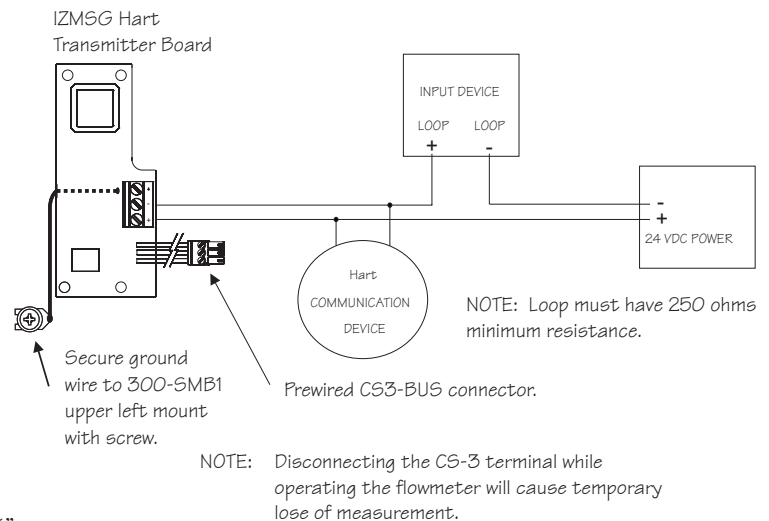 IZMSG Hart
Transmitter Board
INPUT DEVICE
LOOP LOOP
+ -
-
+
24 VDC POWER
+
-
+
Hart
COMMUNICATION
DEVICE
NOTE: Loop must have 250 ohms
minimum resistance.
Secure ground
wire to 300-SMB1
upper left mount
with screw.
Prewired CS3-BUS connector.
NOTE: Disconnecting the CS-3 terminal while
operating the flowmeter will cause temporary
lose of measurement.